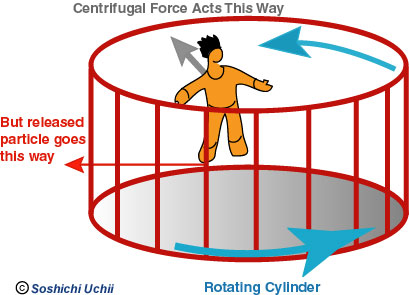 Centrifugal Force Acts This Way
But released
particle goes
this way
© Soshichi Uchii
Rotating Cylinder